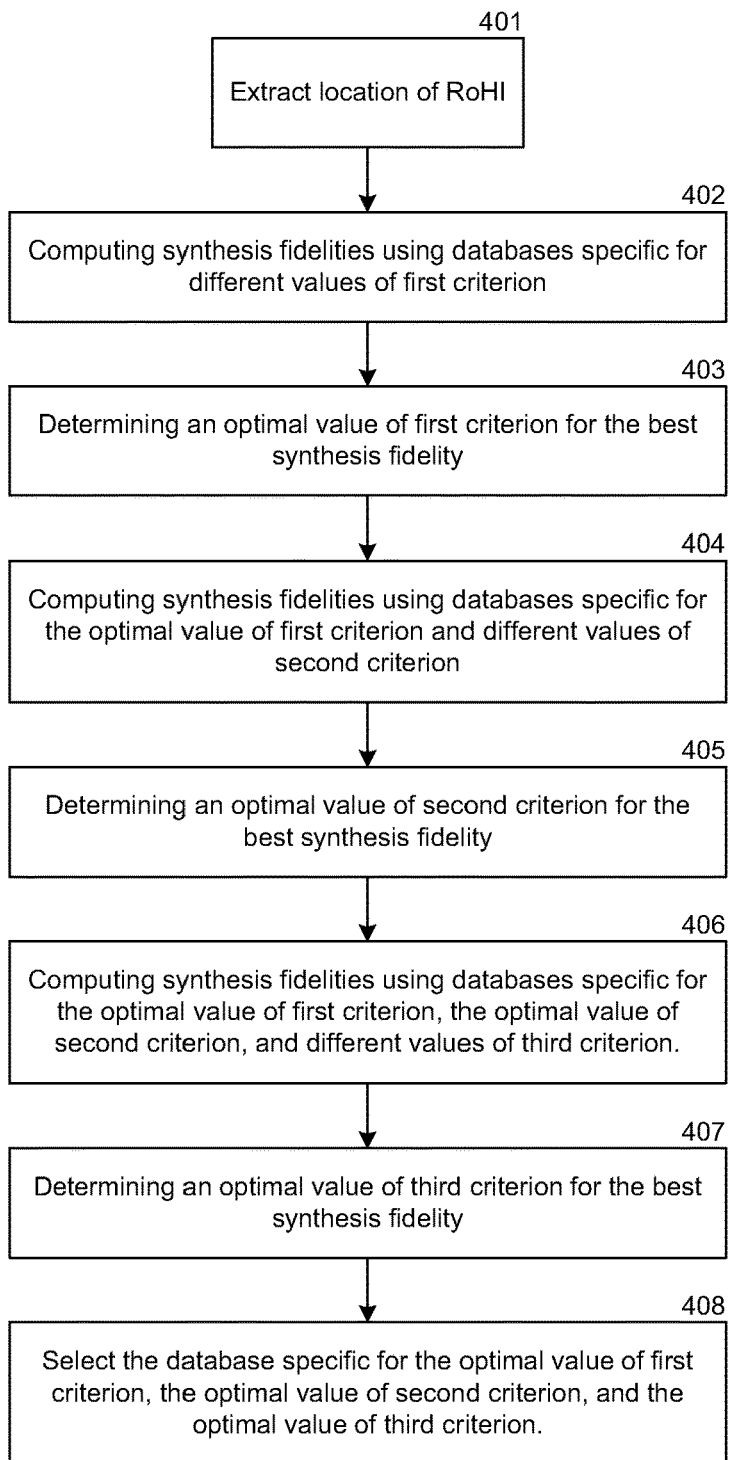 401
Extract location of RoHI
402
Computing synthesis fidelities using databases specific for
different values of first criterion
403
Determining an optimal value of first criterion for the best
synthesis fidelity
404
Computing synthesis fidelities using databases specific for
the optimal value of first criterion and different values of
second criterion
405
Determining an optimal value of second criterion for the
best synthesis fidelity
406
Computing synthesis fidelities using databases specific for
the optimal value of first criterion, the optimal value of
second criterion, and different values of third criterion.
407
Determining an optimal value of third criterion for the best
synthesis fidelity
408
Select the database specific for the optimal value of first
criterion, the optimal value of second criterion, and the
optimal value of third criterion.